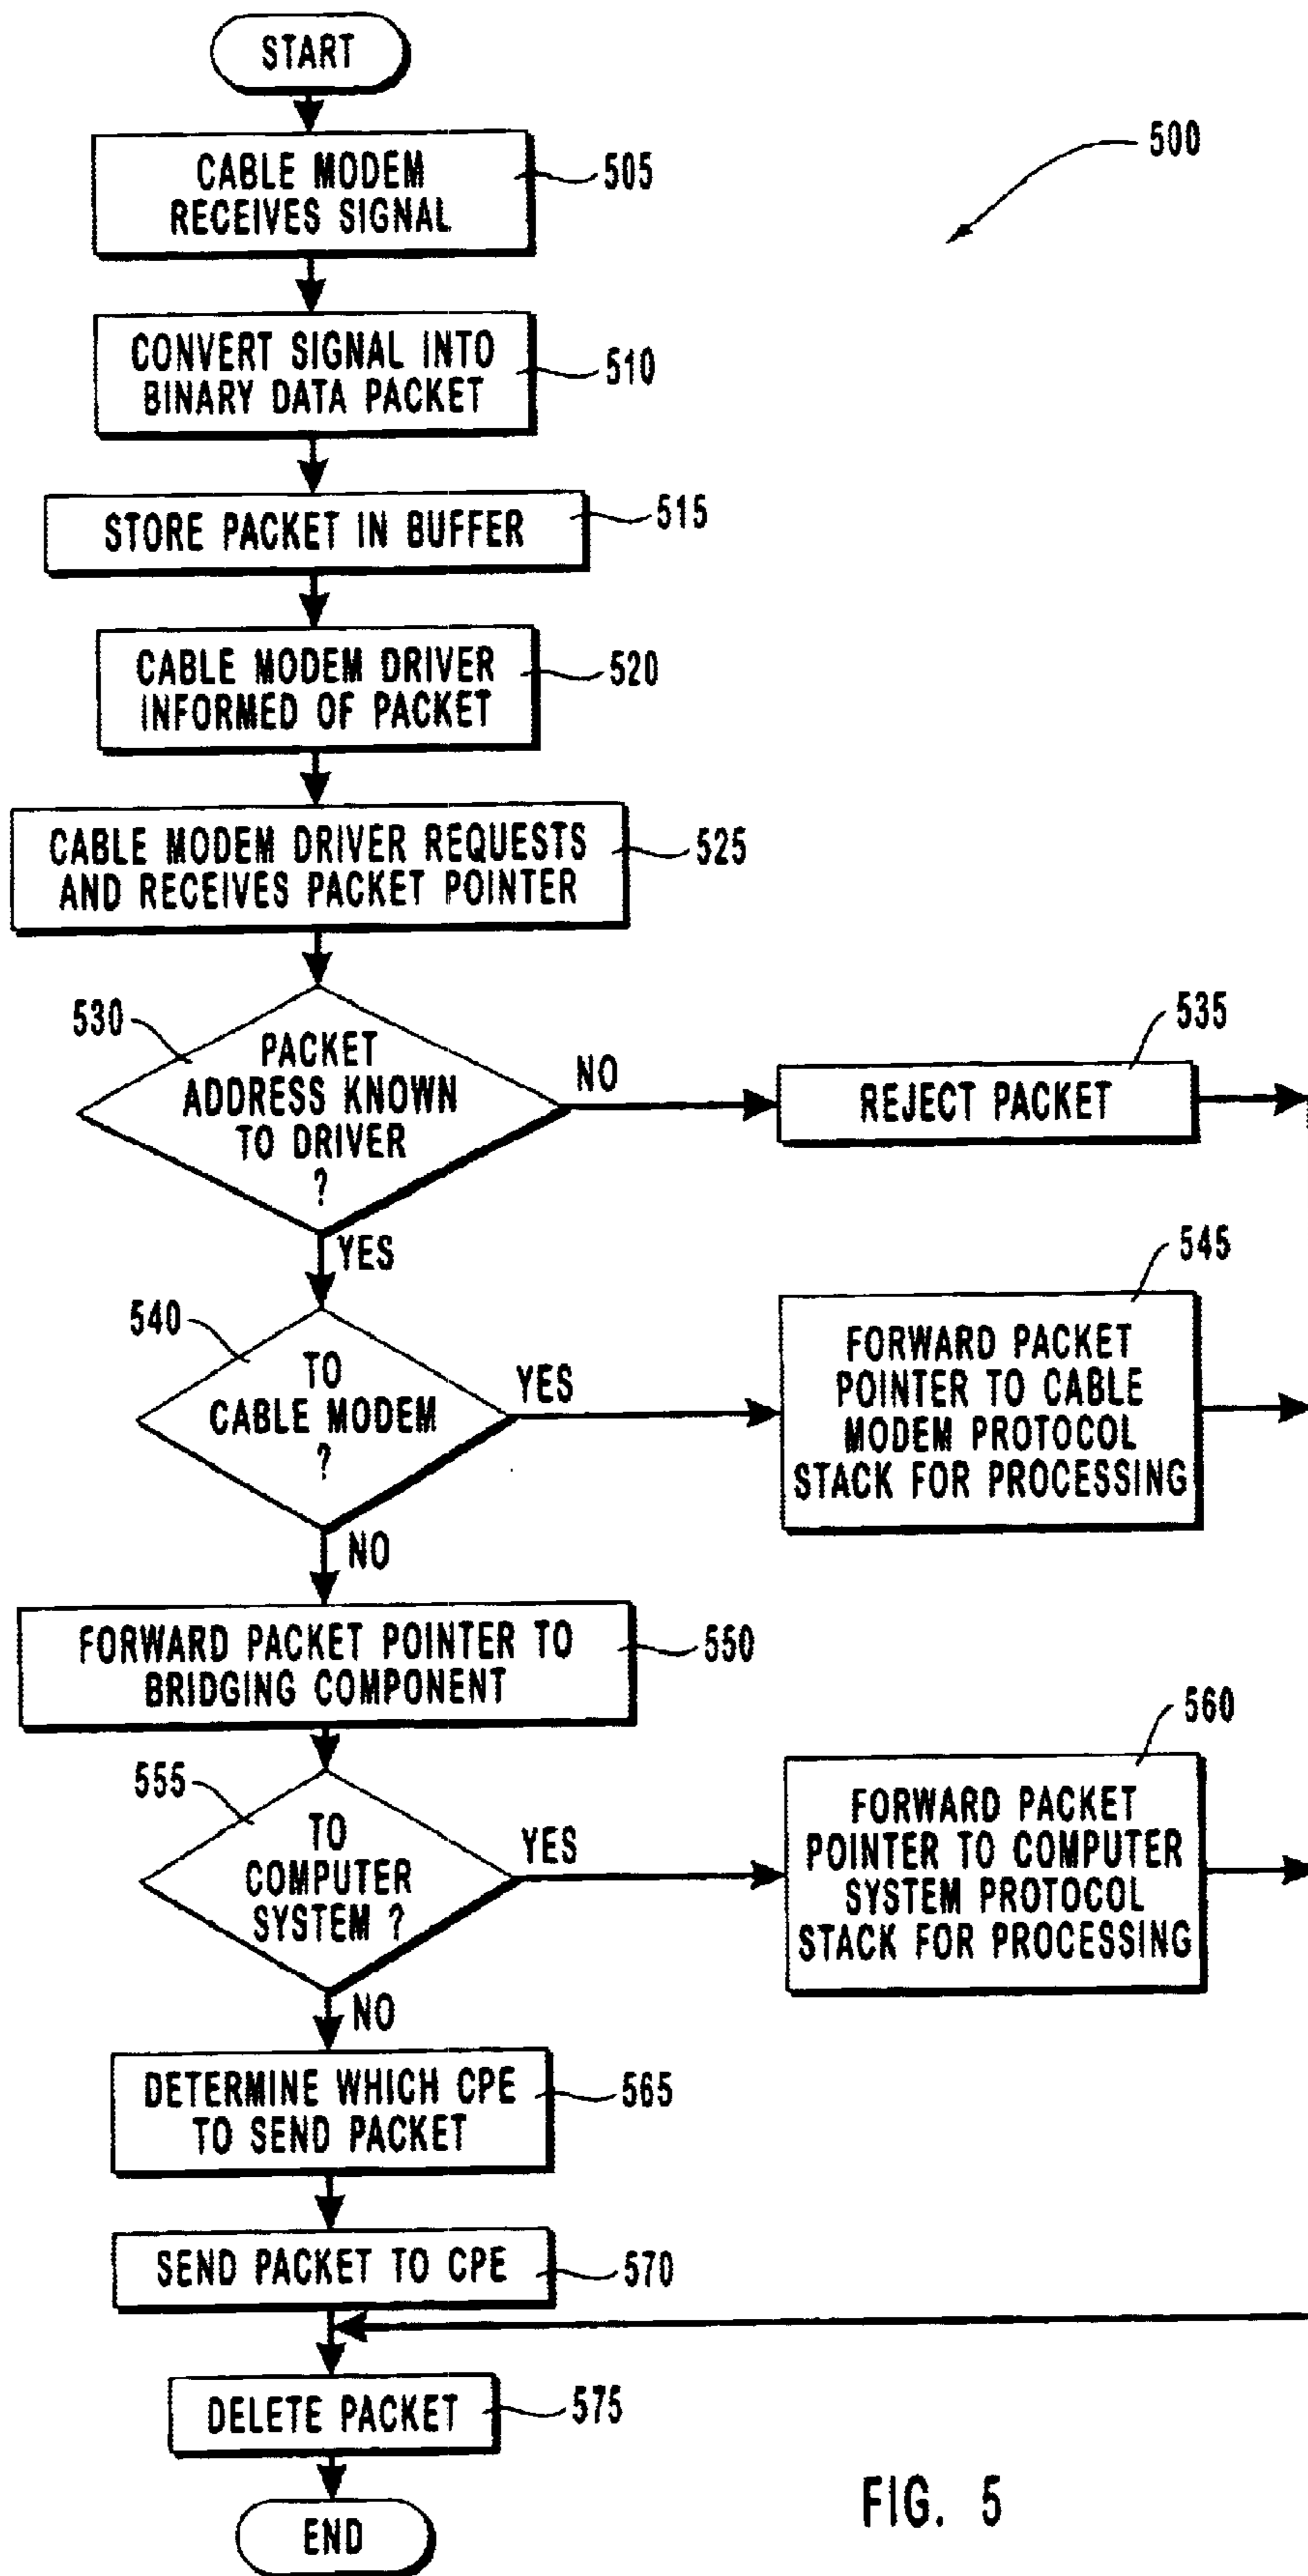 START
500
CABLE MODEM
RECEIVES SIGNAL
505
CONVERT SIGNAL INTO
BINARY DATA PACKET
510
STORE PACKET IN BUFFER
515
CABLE MODEM DRIVER
INFORMED OF PACKET
520
CABLE MODEM DRIVER REQUESTS
AND RECEIVES PACKET POINTER
525
530
PACKET
ADDRESS KNOWN
TO DRIVER
?
NO
535
REJECT PACKET
YES
540
TO
CABLE MODEM
?
YES
545
FORWARD PACKET
POINTER TO CABLE
MODEM PROTOCOL
STACK FOR PROCESSING
NO
FORWARD PACKET POINTER TO
BRIDGING COMPONENT
550
555
TO
COMPUTER
SYSTEM ?
YES
560
FORWARD PACKET
POINTER TO COMPUTER
SYSTEM PROTOCOL
STACK FOR PROCESSING
NO
DETERMINE WHICH CPE
TO SEND PACKET
565
SEND PACKET TO CPE
570
DELETE PACKET
575
END
FIG. 5